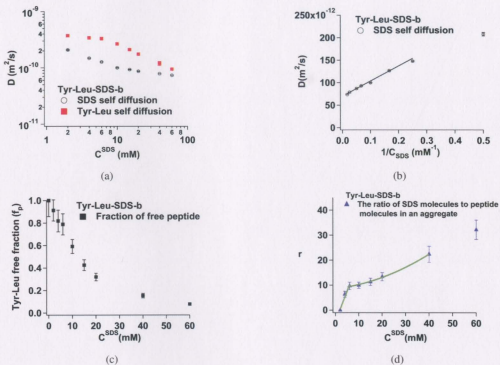 10⁻⁹
10⁻¹⁰
10⁻¹¹
D (m²/s)
Tyr-Leu-SDS-b
SDS self diffusion
Tyr-Leu self diffusion
1 2 4 6 10 2 4 6 100
C^SDS (mM)
(a)
250x10⁻¹²
200
150
100
50
0
D(m²/s)
Tyr-Leu-SDS-b
SDS self diffusion
0.0 0.1 0.2 0.3 0.4 0.5
1/C_SDS (mM⁻¹)
(b)
1.0
0.8
0.6
0.4
0.2
0.0
Tyr-Leu free fraction (f_p)
Tyr-Leu-SDS-b
Fraction of free peptide
0 10 20 30 40 50 60
C^SDS (mM)
(c)
Tyr-Leu-SDS-b
The ratio of SDS molecules to peptide
molecules in an aggregate
40
30
20
10
0
r
0 20 40 60
C^SDS (mM)
(d)